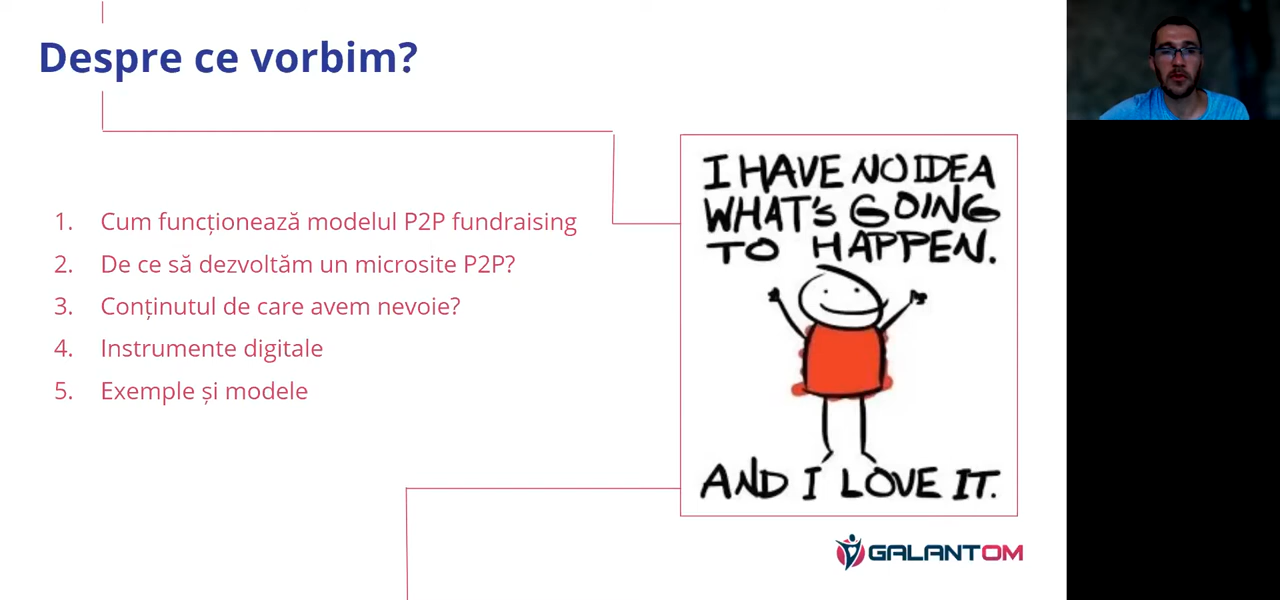 Despre ce vorbim?
1. Cum funcționează modelul P2P fundraising
2. De ce să dezvoltăm un microsite P2P?
3. Conținutul de care avem nevoie?
4. Instrumente digitale
5. Exemple și modele
I HAVE NO IDEA
WHAT'S GOING
TO HAPPEN.
AND I LOVE IT.
GALANTOM